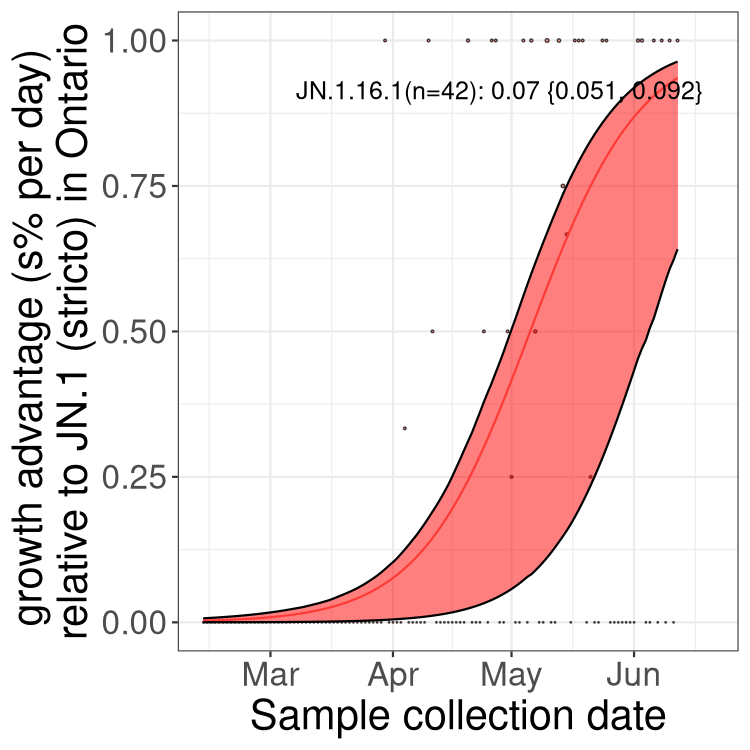 growth advantage (s% per day)
relative to JN.1 (stricto) in Ontario
1.00
0.75
0.50
0.25
0.00
JN.1.16.1(n=42): 0.07 {0.051, 0.092}
Mar Apr May Jun
Sample collection date